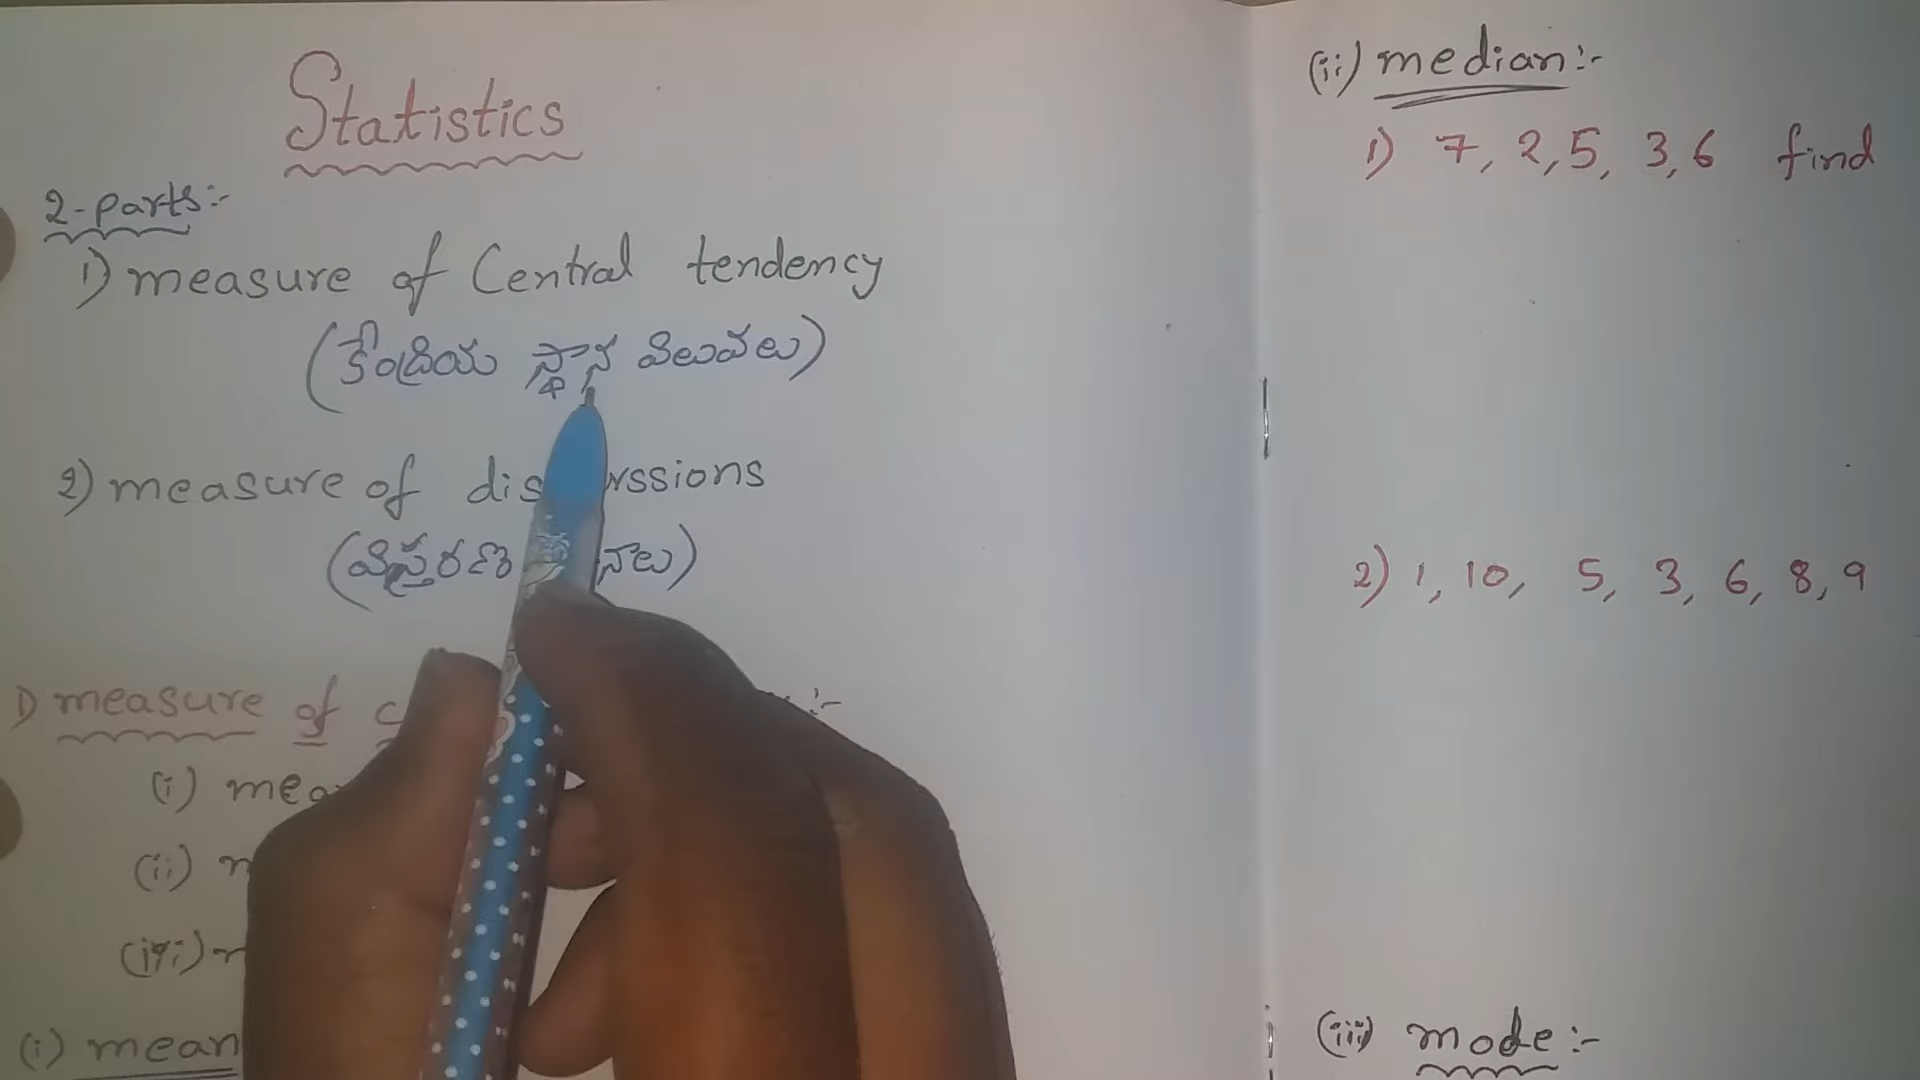 Statistics
2-parts:-
1) measure of Central tendency
(కేంద్రియ స్థాన విలువలు)
2) measure of
(విస్తరణ
1) measure of
(i)
(ii)
(iii)
(i) mean
(ii) median:-
1) 7, 2, 5, 3, 6 find
2) 1, 10, 5, 3, 6, 8, 9
(iii) mode:-